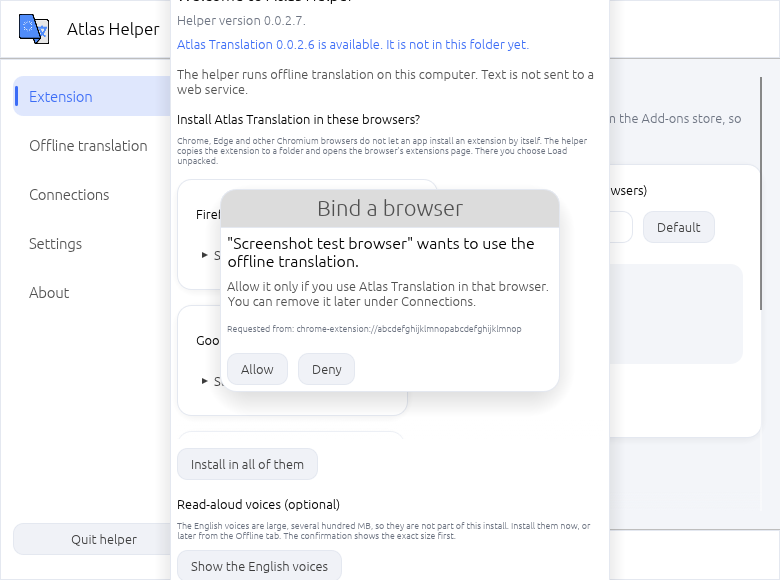 Atlas Helper
Helper version 0.0.2.7.
Atlas Translation 0.0.2.6 is available. It is not in this folder yet.
The helper runs offline translation on this computer. Text is not sent to a
web service.
Install Atlas Translation in these browsers?
Chrome, Edge and other Chromium browsers do not let an app install an extension by itself. The helper
copies the extension to a folder and opens the browser's extensions page. There you choose Load
unpacked.
Extension
Offline translation
Connections
Settings
About
Quit helper
Bind a browser
"Screenshot test browser" wants to use the
offline translation.
Allow it only if you use Atlas Translation in that browser.
You can remove it later under Connections.
Requested from: chrome-extension://abcdefghijklmnopabcdefghijklmnop
Allow
Deny
Install in all of them
Read-aloud voices (optional)
The English voices are large, several hundred MB, so they are not part of this install. Install them now, or
later from the Offline tab. The confirmation shows the exact size first.
Show the English voices
the Add-ons store, so
Default